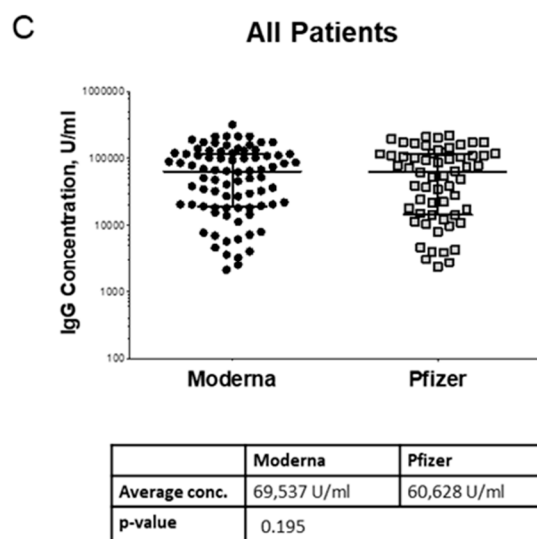 C
All Patients
IgG Concentration, U/ml
1000000
100000
10000
1000
100
Moderna Pfizer
Moderna Pfizer
Average conc. 69,537 U/ml 60,628 U/ml
p-value 0.195